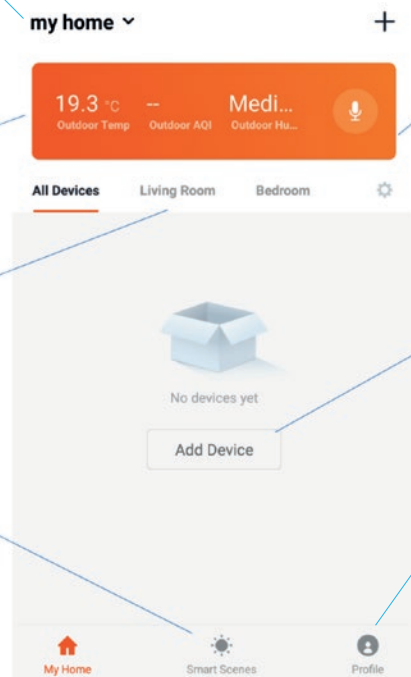 my home
19.3 °C -- Medi...
Outdoor Temp Outdoor AQI Outdoor Hu...
All Devices Living Room Bedroom
No devices yet
Add Device
My Home Smart Scenes Profile